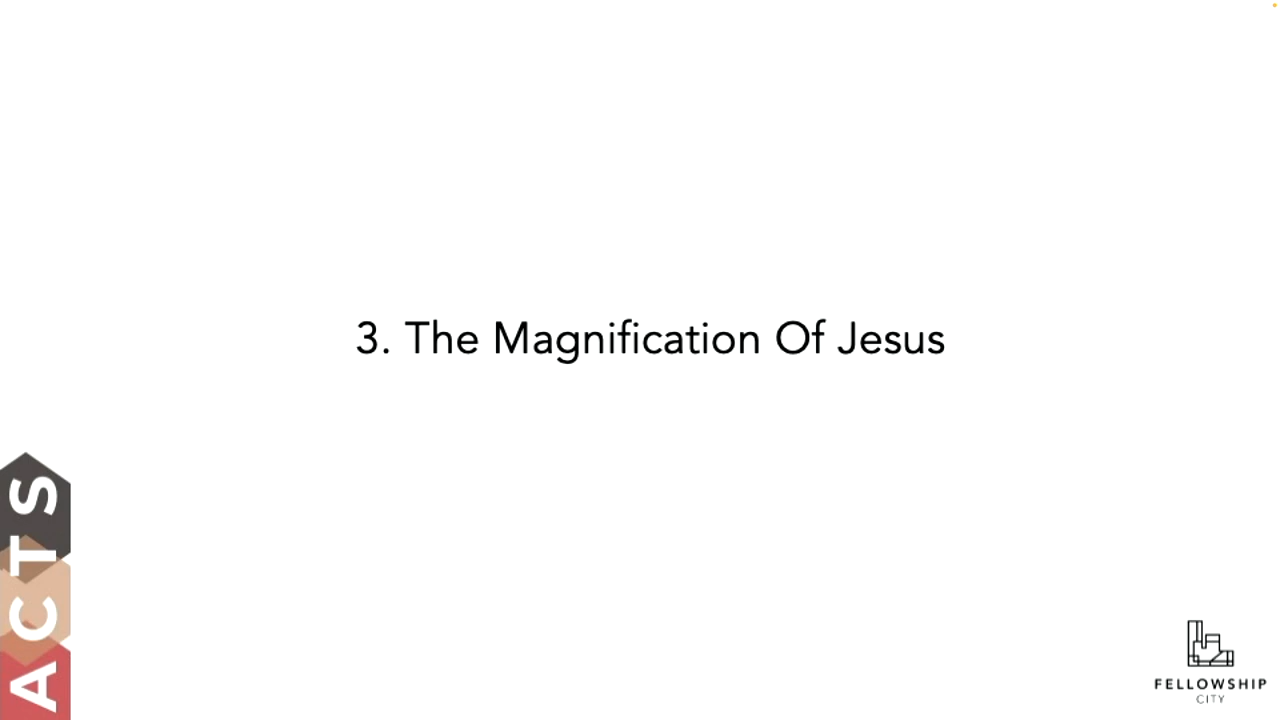 3. The Magnification Of Jesus
ACTS
FELLOWSHIP
CITY